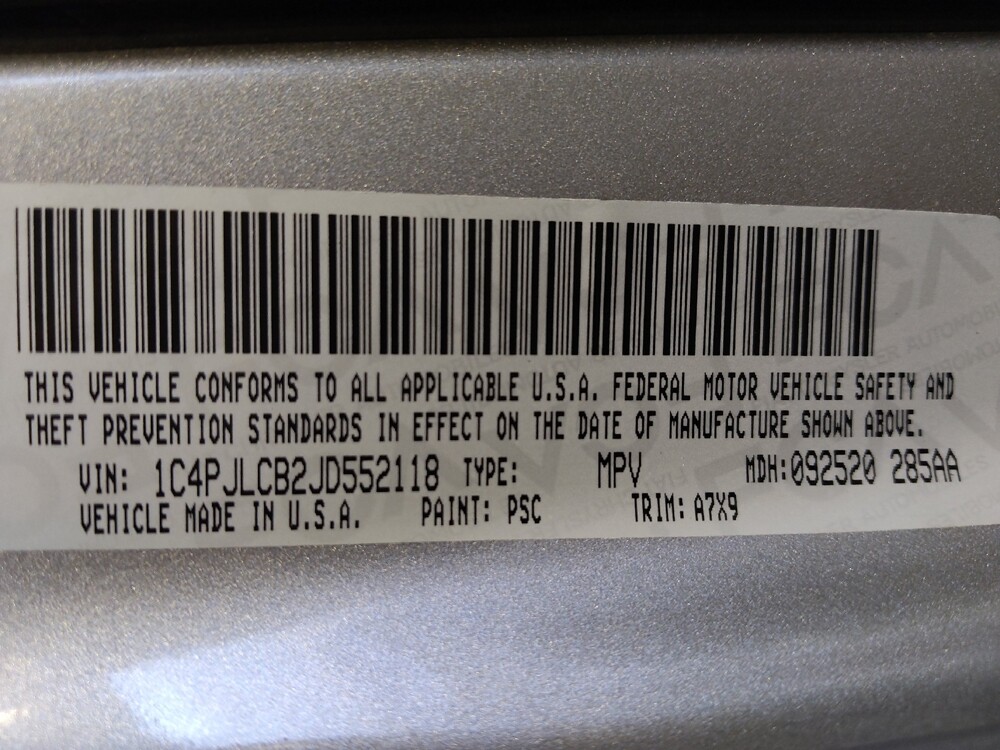 THIS VEHICLE CONFORMS TO ALL APPLICABLE U.S.A. FEDERAL MOTOR VEHICLE SAFETY AND
THEFT PREVENTION STANDARDS IN EFFECT ON THE DATE OF MANUFACTURE SHOWN ABOVE.
VIN: 1C4PJLCB2JD552118 TYPE: MPV MDH:092520 285AA
VEHICLE MADE IN U.S.A. PAINT: PSC TRIM: A7X9